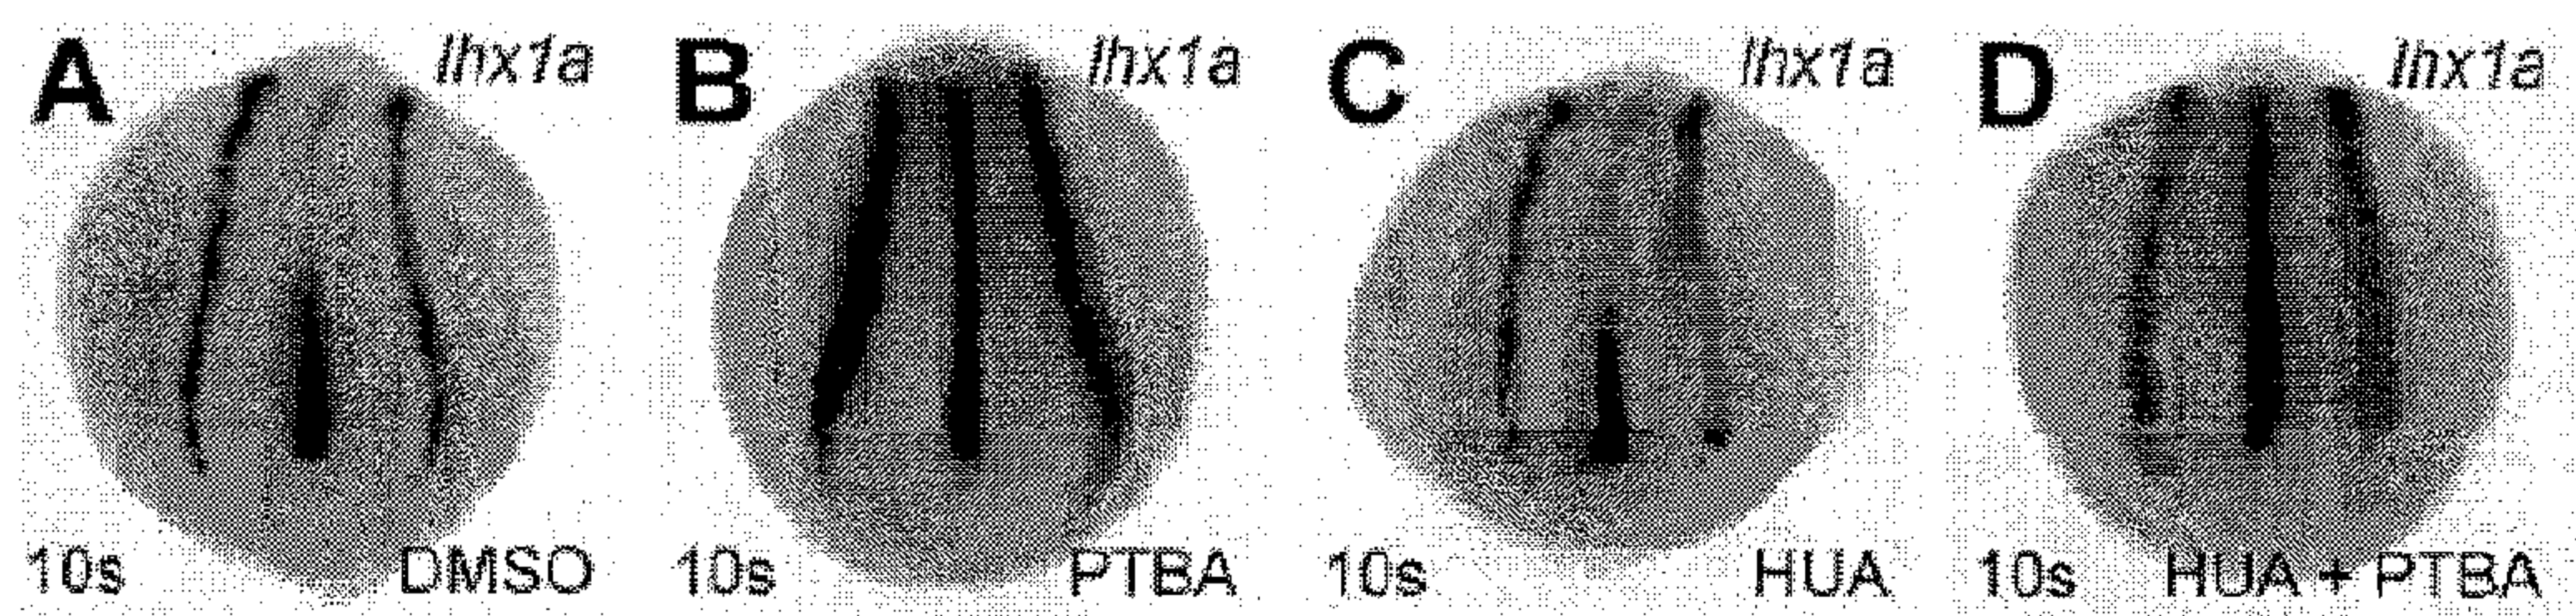 A lhx1a
10s DMSO
B lhx1a
10s PTBA
C lhx1a
10s HUA
D lhx1a
10s HUA + PTBA